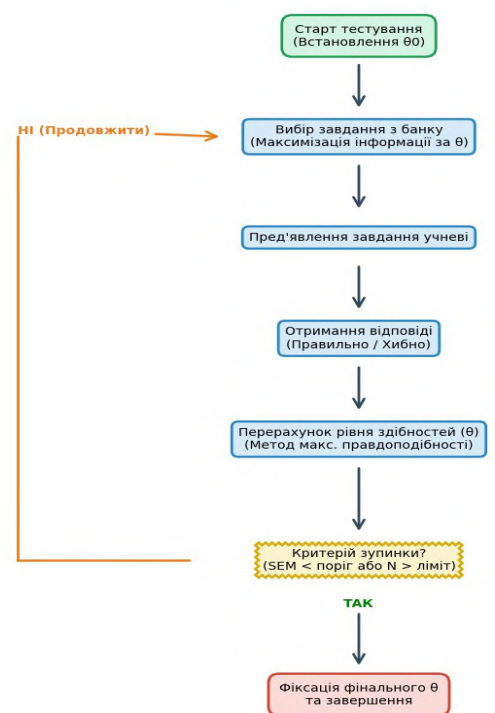 Старт тестування
(Встановлення θ0)
НІ (Продовжити)
Вибір завдання з банку
(Максимізація інформації за θ)
Пред'явлення завдання учневі
Отримання відповіді
(Правильно / Хибно)
Перерахунок рівня здібностей (θ)
(Метод макс. правдоподібності)
Критерій зупинки?
(SEM < поріг або N > ліміт)
ТАК
Фіксація фінального θ
та завершення